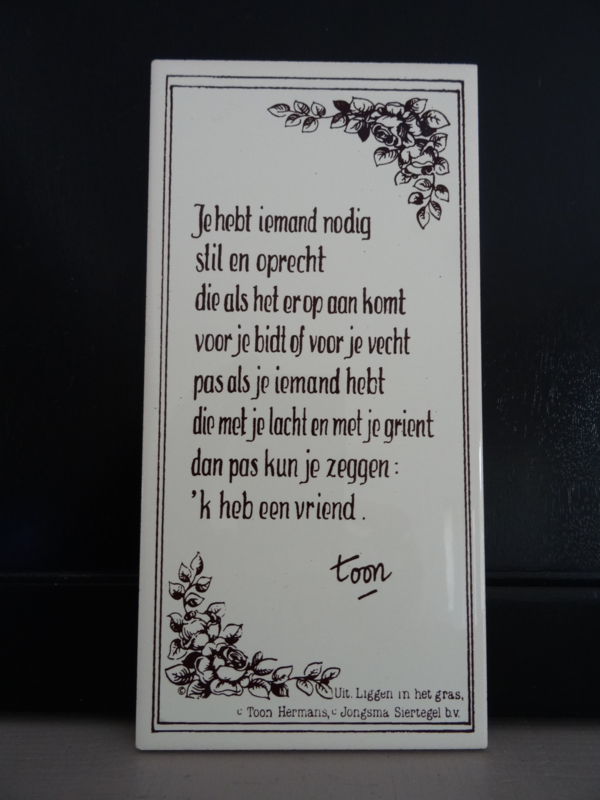 Je hebt iemand nodig
stil en oprecht
die als het erop aan komt
voor je bidt of voor je vecht
pas als je iemand hebt
die met je lacht en met je grient
dan pas kun je zeggen :
'k heb een vriend .
toon
© Uit. Liggen in het gras,
c Toon Hermans, c Jongsma Siertegel b.v.